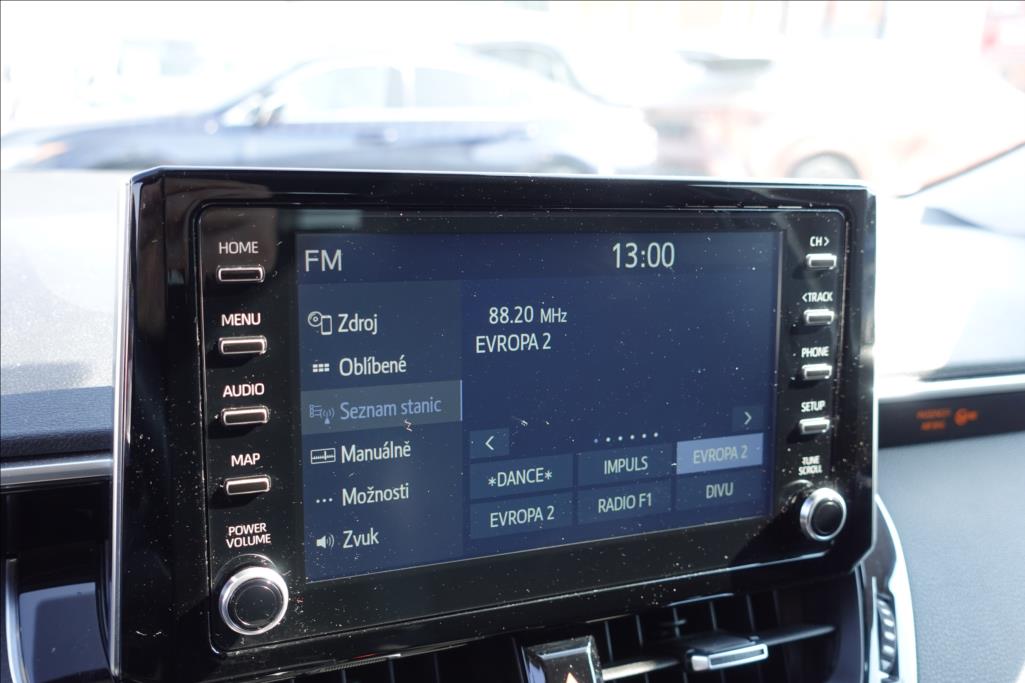 HOME
MENU
AUDIO
MAP
POWER
VOLUME
FM
13:00
Zdroj
Oblíbené
Seznam stanic
Manuálně
Možnosti
Zvuk
88.20 MHz
EVROPA 2
<
>
*DANCE*
IMPULS
EVROPA 2
EVROPA 2
RADIO F1
DIVU
CH >
< TRACK
PHONE
SETUP
TUNE
SCROLL